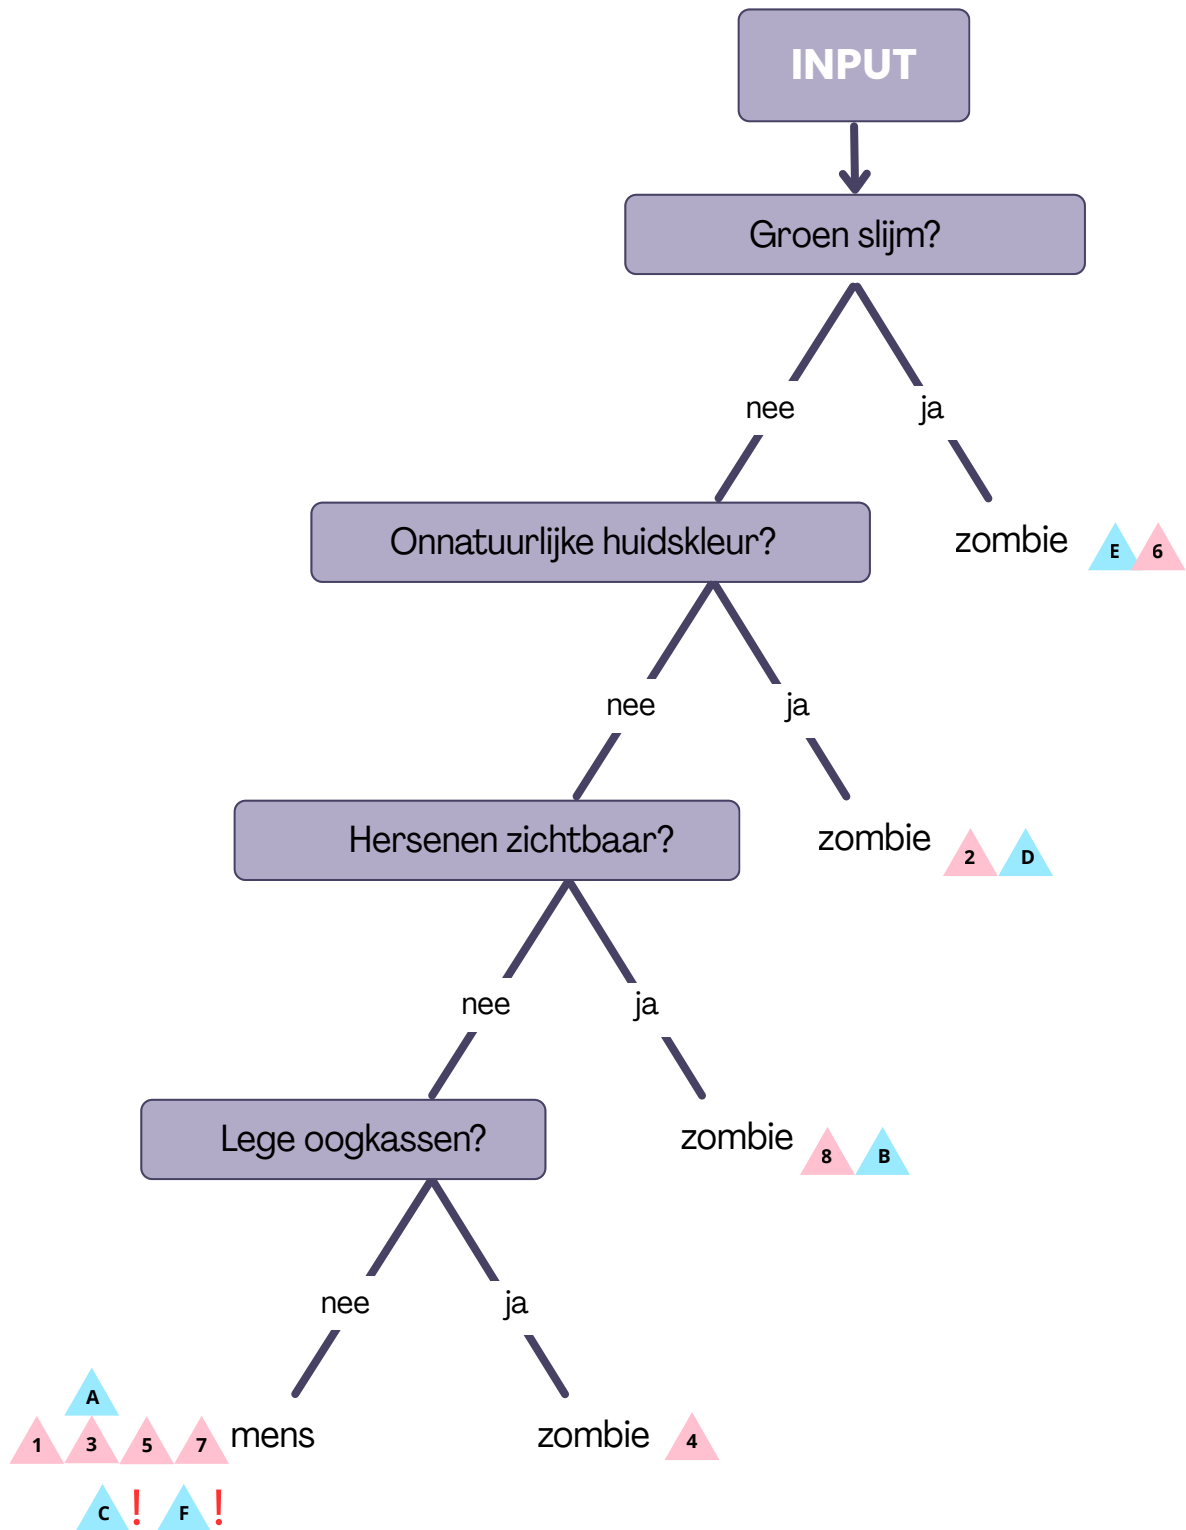 INPUT
Groen slijm?
nee
ja
Onnatuurlijke huidskleur?
zombie
E
6
nee
ja
Hersenen zichtbaar?
zombie
2
D
nee
ja
Lege oogkassen?
zombie
8
B
nee
ja
A
1
3
5
7
mens
zombie
4
C
!
F
!